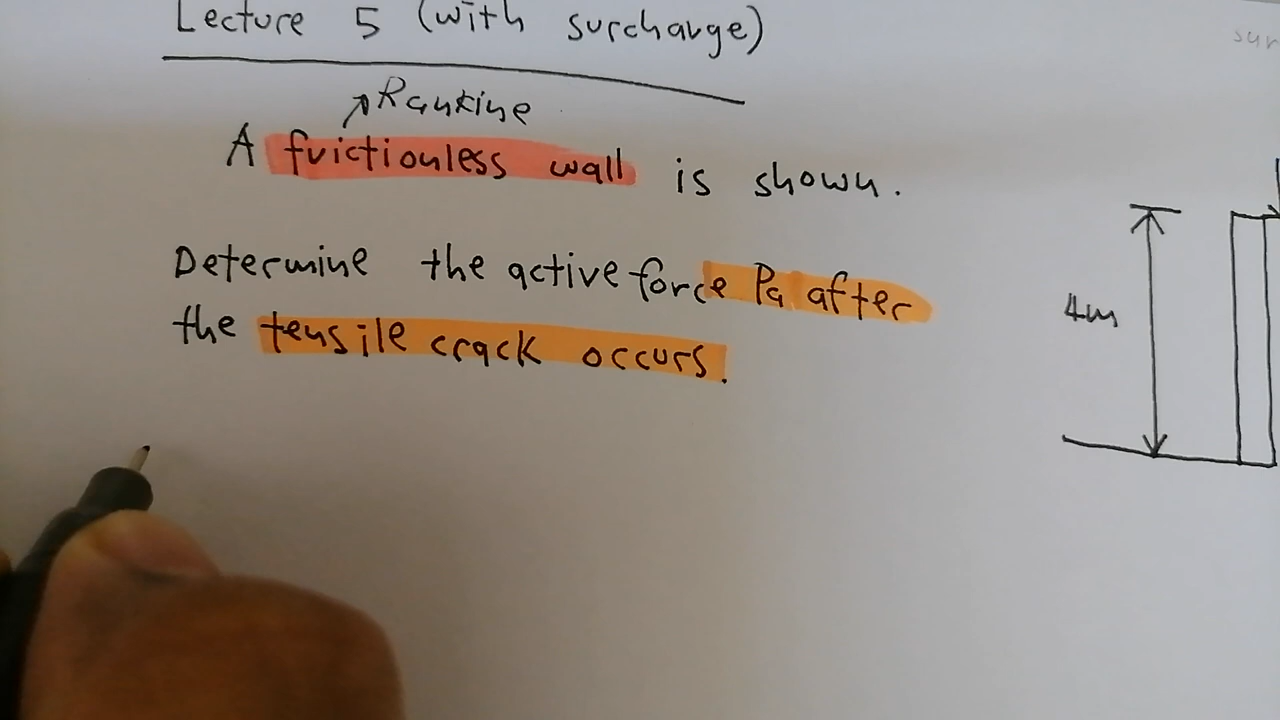 Lecture 5 (with surcharge)
Rankine
A frictionless wall is shown.
Determine the active force Pa after
the tensile crack occurs.
4m